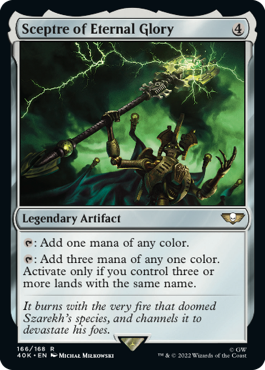 Sceptre of Eternal Glory 4
: Add one mana of any color.
: Add three mana of any one color.
Activate only if you control three or
more lands with the same name.
It burns with the very fire that doomed
Szarekh's species, and channels it to
devastate his foes.
Legendary Artifact
166/168 R
40K • EN Michał Miłkowski
© GW
™ & © 2022 Wizards of the Coast